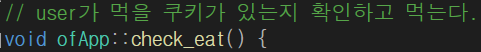 // user가 먹을 쿠키가 있는지 확인하고 먹는다.
void ofApp::check_eat() {